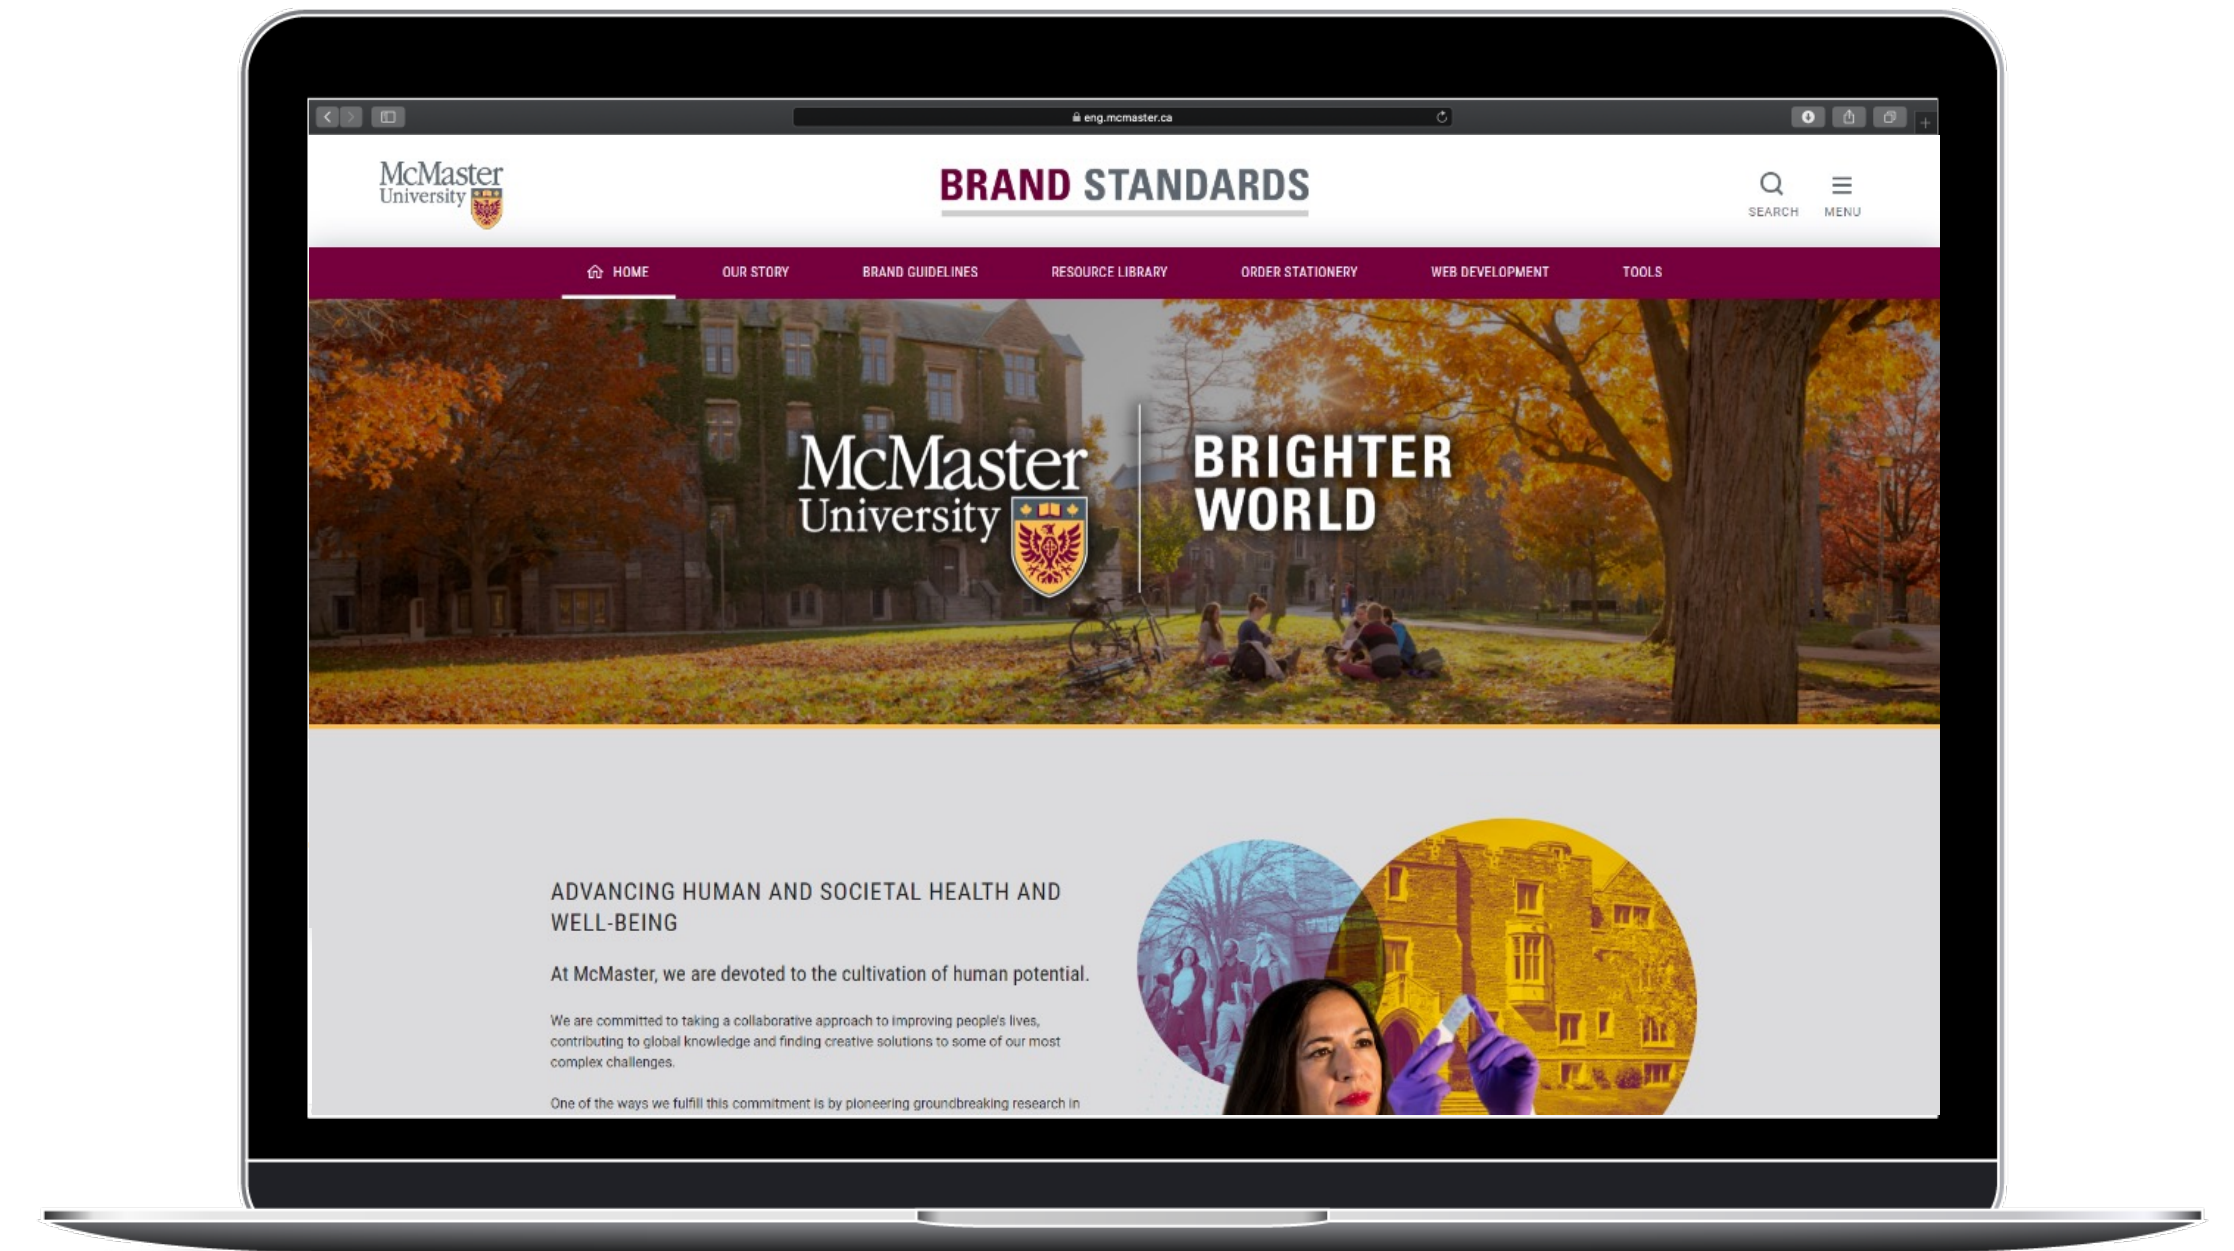 eng.mcmaster.ca
McMaster
University
BRAND STANDARDS
SEARCH
MENU
HOME
OUR STORY
BRAND GUIDELINES
RESOURCE LIBRARY
ORDER STATIONERY
WEB DEVELOPMENT
TOOLS
McMaster
University
BRIGHTER
WORLD
ADVANCING HUMAN AND SOCIETAL HEALTH AND
WELL-BEING
At McMaster, we are devoted to the cultivation of human potential.
We are committed to taking a collaborative approach to improving people's lives,
contributing to global knowledge and finding creative solutions to some of our most
complex challenges.
One of the ways we fulfill this commitment is by pioneering groundbreaking research in